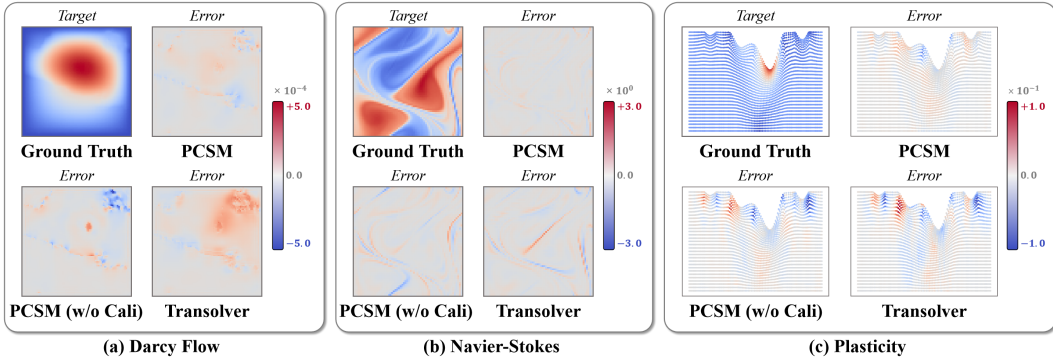 Target
Error
Ground Truth
PCSM
Error
Error
PCSM (w/o Cali)
Transolver
× 10⁻⁴
+5.0
0.0
−5.0
(a) Darcy Flow
Target
Error
Ground Truth
PCSM
Error
Error
PCSM (w/o Cali)
Transolver
× 10⁰
+3.0
0.0
−3.0
(b) Navier-Stokes
Target
Error
Ground Truth
PCSM
Error
Error
PCSM (w/o Cali)
Transolver
× 10⁻¹
+1.0
0.0
−1.0
(c) Plasticity